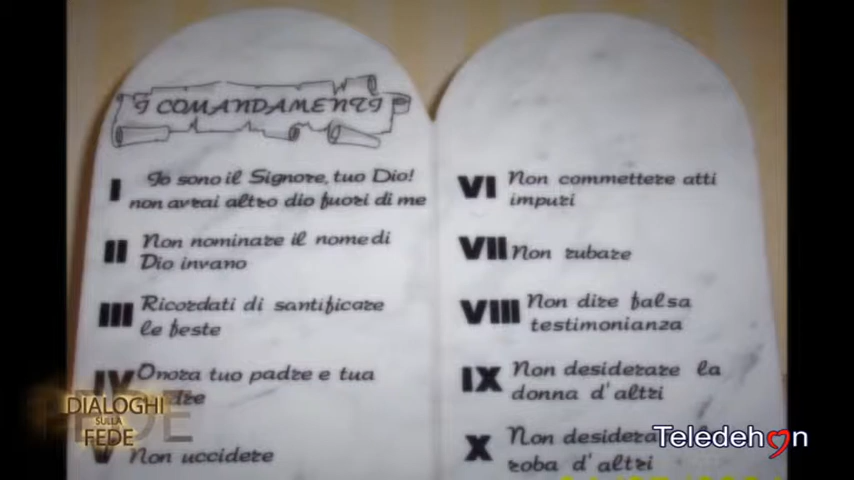 I COMANDAMENTI
I Io sono il Signore, tuo Dio!
non avrai altro dio fuori di me
II Non nominare il nome di
Dio invano
III Ricordati di santificare
le feste
IV Onora tuo padre e tua
V Non uccidere
VI Non commettere atti
impuri
VII Non rubare
VIII Non dire falsa
testimonianza
IX Non desiderare la
donna d'altri
X Non
roba d'altri
DIALOGHI
SULLA
FEDE
Teledehon